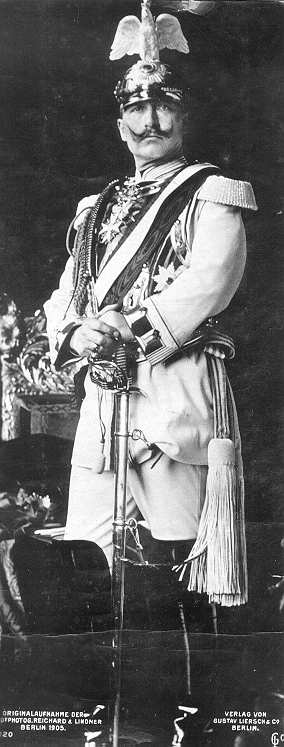 ORIGINALAUFNAHME DER
HOFPHOTOG. REICHARD & LINDNER
BERLIN 1905.
VERLAG VON
GUSTAV LIERSCH & Cº
BERLIN.